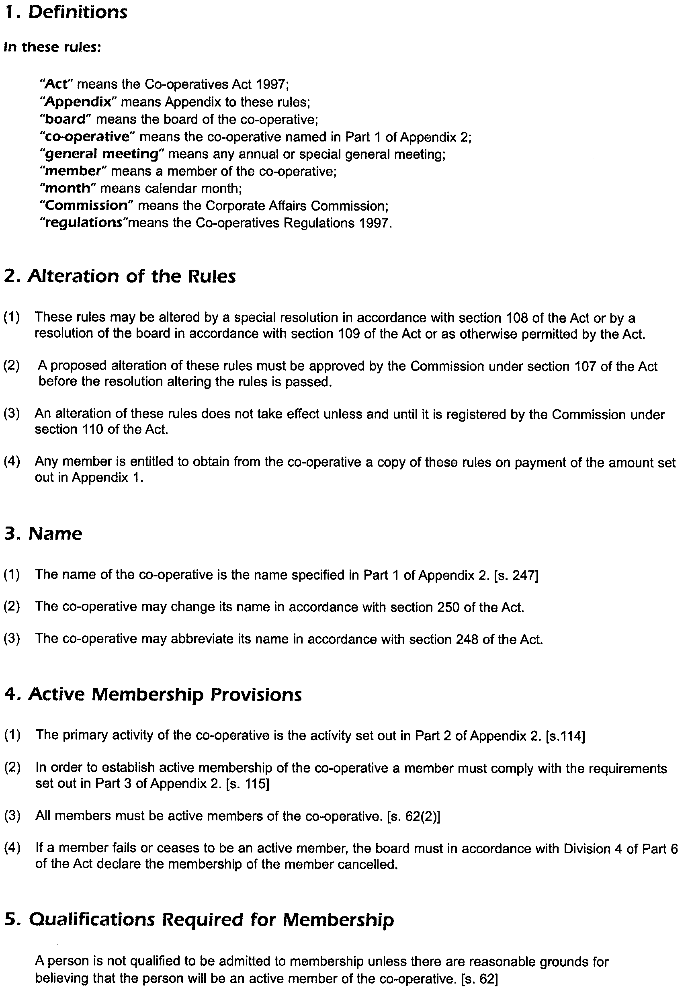 1. Definitions
In these rules:
"Act" means the Co-operatives Act 1997;
"Appendix" means Appendix to these rules;
"board" means the board of the co-operative;
"co-operative" means the co-operative named in Part 1 of Appendix 2;
"general meeting" means any annual or special general meeting;
"member" means a member of the co-operative;
"month" means calendar month;
"Commission" means the Corporate Affairs Commission;
"regulations"means the Co-operatives Regulations 1997.
2. Alteration of the Rules
(1) These rules may be altered by a special resolution in accordance with section 108 of the Act or by a
resolution of the board in accordance with section 109 of the Act or as otherwise permitted by the Act.
(2) A proposed alteration of these rules must be approved by the Commission under section 107 of the Act
before the resolution altering the rules is passed.
(3) An alteration of these rules does not take effect unless and until it is registered by the Commission under
section 110 of the Act.
(4) Any member is entitled to obtain from the co-operative a copy of these rules on payment of the amount set
out in Appendix 1.
3. Name
(1) The name of the co-operative is the name specified in Part 1 of Appendix 2. [s. 247]
(2) The co-operative may change its name in accordance with section 250 of the Act.
(3) The co-operative may abbreviate its name in accordance with section 248 of the Act.
4. Active Membership Provisions
(1) The primary activity of the co-operative is the activity set out in Part 2 of Appendix 2. [s.114]
(2) In order to establish active membership of the co-operative a member must comply with the requirements
set out in Part 3 of Appendix 2. [s. 115]
(3) All members must be active members of the co-operative. [s. 62(2)]
(4) If a member fails or ceases to be an active member, the board must in accordance with Division 4 of Part 6
of the Act declare the membership of the member cancelled.
5. Qualifications Required for Membership
A person is not qualified to be admitted to membership unless there are reasonable grounds for
believing that the person will be an active member of the co-operative. [s. 62]